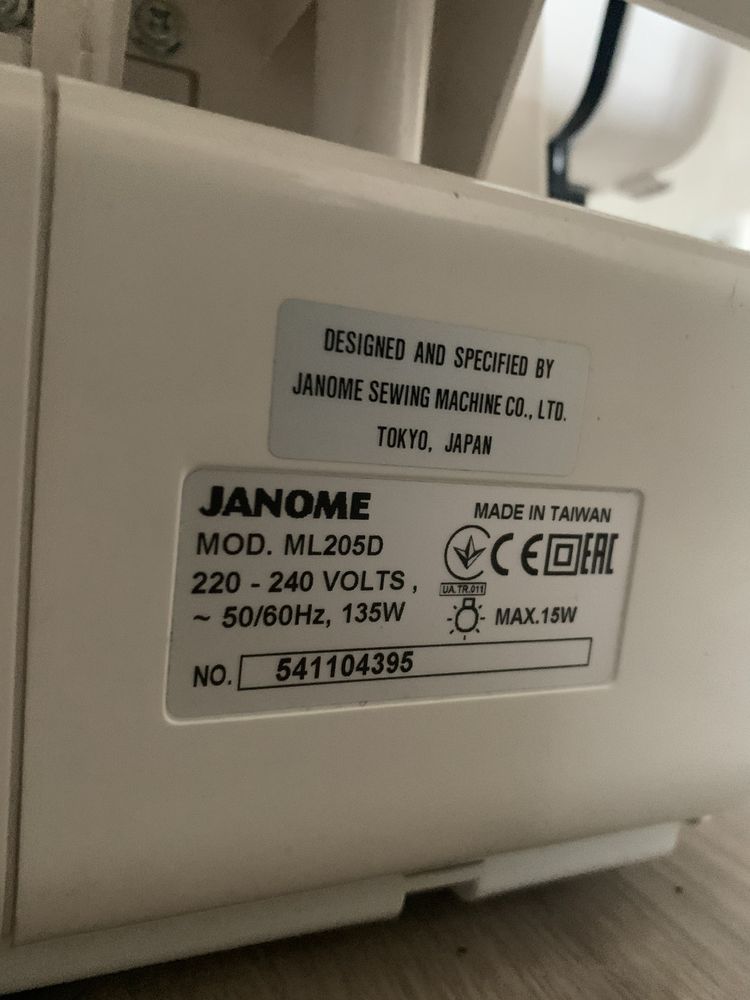 DESIGNED AND SPECIFIED BY
JANOME SEWING MACHINE CO., LTD.
TOKYO, JAPAN
JANOME
MADE IN TAIWAN
MOD. ML205D
CE EAC
220 - 240 VOLTS ,
UA.TR.011
~ 50/60Hz, 135W
MAX.15W
NO. 541104395